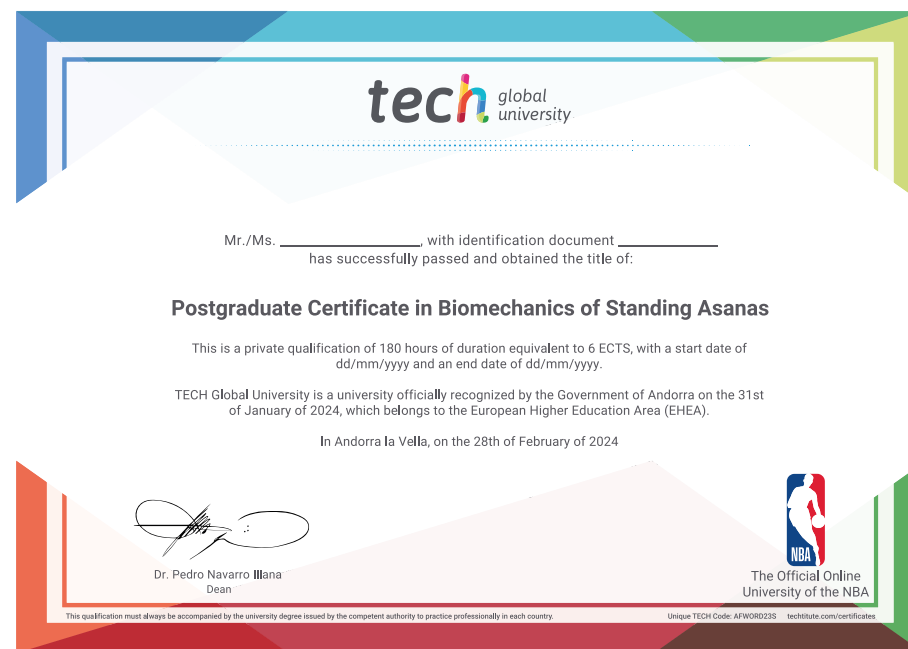 tech global university
Mr./Ms. ____________________, with identification document ______________
has successfully passed and obtained the title of:
Postgraduate Certificate in Biomechanics of Standing Asanas
This is a private qualification of 180 hours of duration equivalent to 6 ECTS, with a start date of
dd/mm/yyyy and an end date of dd/mm/yyyy.
TECH Global University is a university officially recognized by the Government of Andorra on the 31st
of January of 2024, which belongs to the European Higher Education Area (EHEA).
In Andorra la Vella, on the 28th of February of 2024
Dr. Pedro Navarro Illana
Dean
NBA
The Official Online
University of the NBA
This qualification must always be accompanied by the university degree issued by the competent authority to practice professionally in each country.
Unique TECH Code: AFWORD23S techtitute.com/certificates